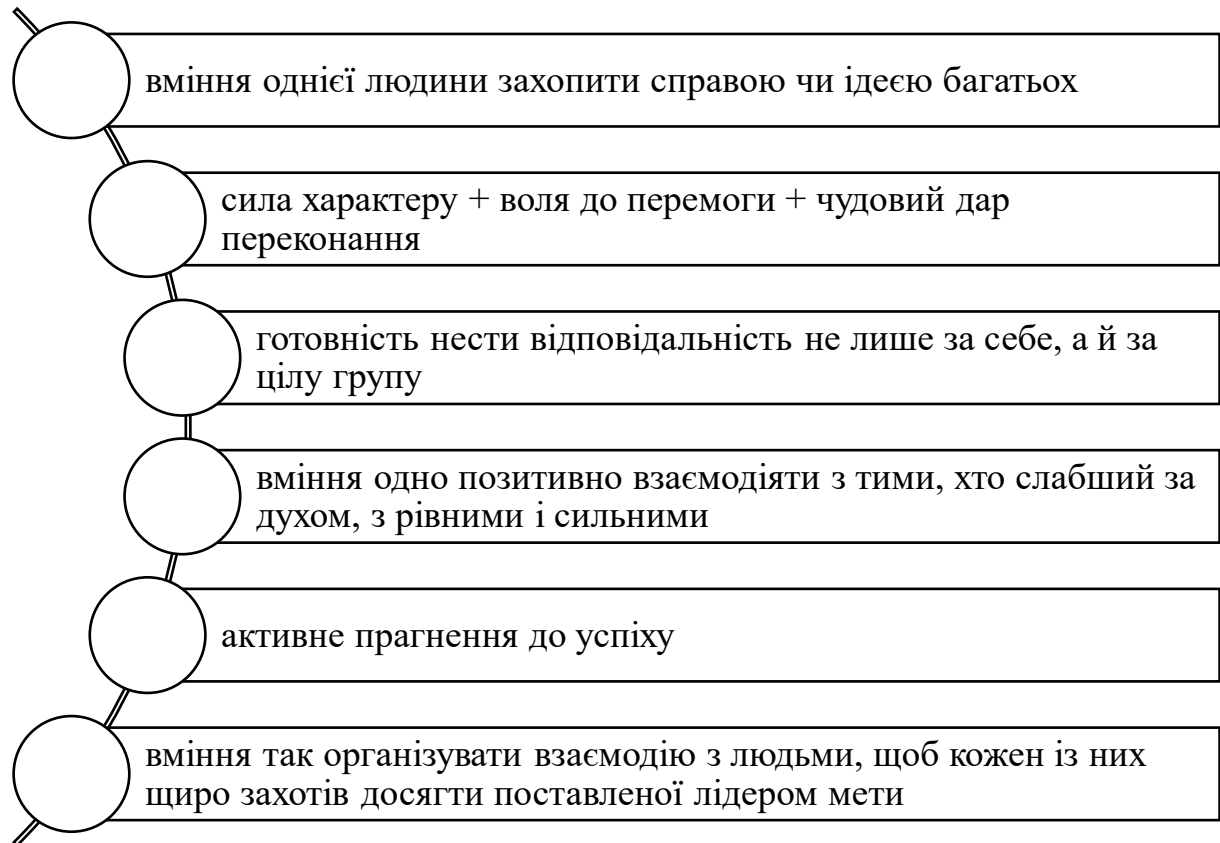 вміння однієї людини захопити справою чи ідеєю багатьох
сила характеру + воля до перемоги + чудовий дар
переконання
готовність нести відповідальність не лише за себе, а й за
цілу групу
вміння одно позитивно взаємодіяти з тими, хто слабший за
духом, з рівними і сильними
активне прагнення до успіху
вміння так організувати взаємодію з людьми, щоб кожен із них
щиро захотів досягти поставленої лідером мети